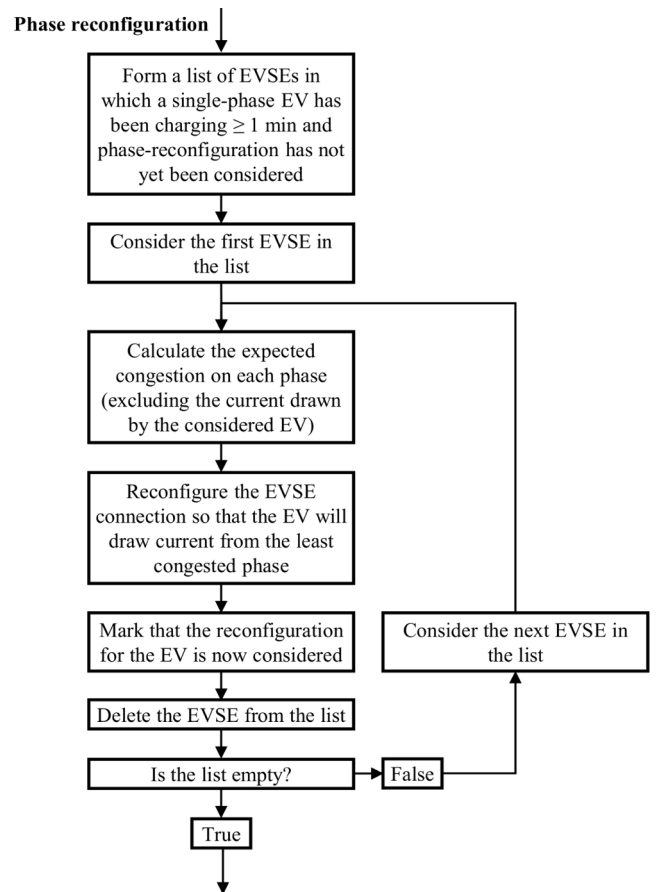 Phase reconfiguration
Form a list of EVSEs in
which a single-phase EV has
been charging ≥ 1 min and
phase-reconfiguration has not
yet been considered
Consider the first EVSE in
the list
Calculate the expected
congestion on each phase
(excluding the current drawn
by the considered EV)
Reconfigure the EVSE
connection so that the EV will
draw current from the least
congested phase
Mark that the reconfiguration
for the EV is now considered
Consider the next EVSE in
the list
Delete the EVSE from the list
Is the list empty?
False
True